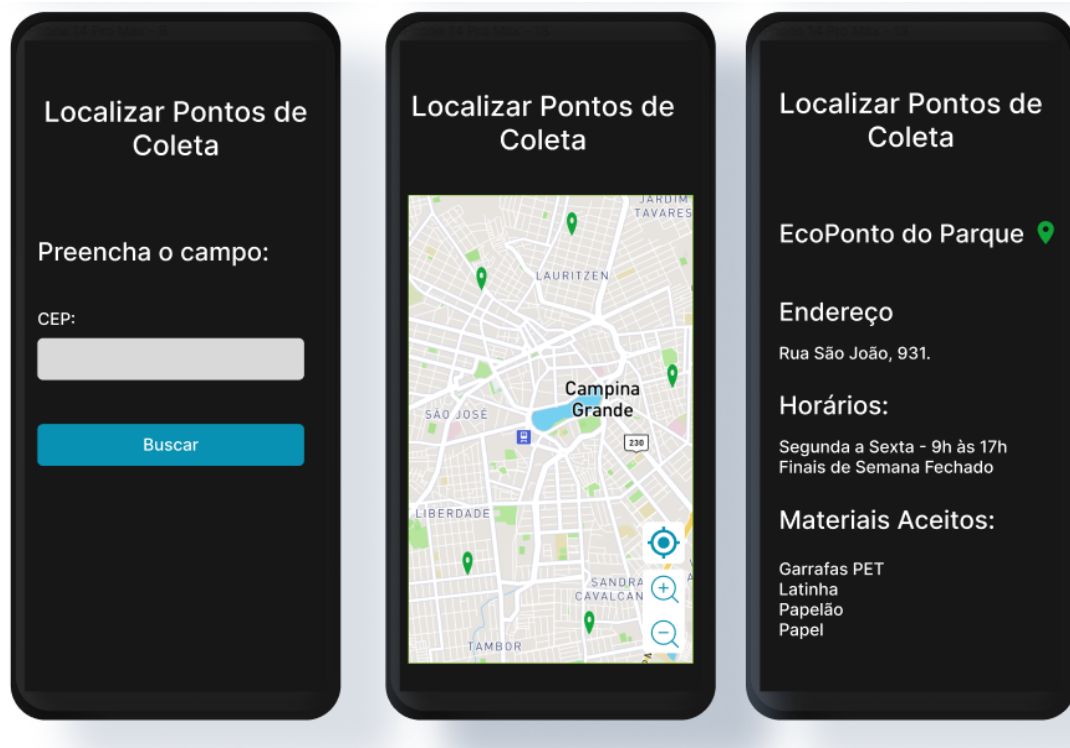 Localizar Pontos de
Coleta
Preencha o campo:
CEP:
Buscar
Localizar Pontos de
Coleta
JARDIM
TAVARES
LAURITZEN
Campina
Grande
SÃO JOSÉ
230
LIBERDADE
SANDRA
CAVALCAN
TAMBOR
Localizar Pontos de
Coleta
EcoPonto do Parque
Endereço
Rua São João, 931.
Horários:
Segunda a Sexta - 9h às 17h
Finais de Semana Fechado
Materiais Aceitos:
Garrafas PET
Latinha
Papelão
Papel